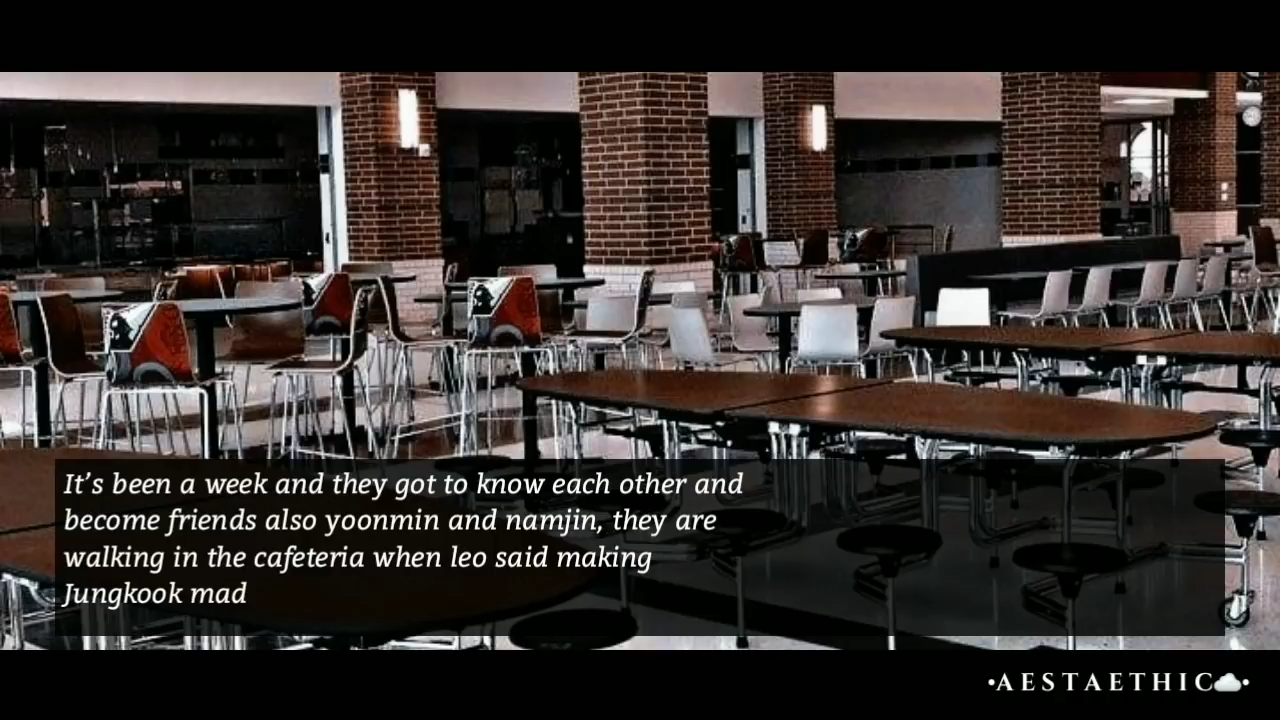 It’s been a week and they got to know each other and
become friends also yoonmin and namjin, they are
walking in the cafeteria when leo said making
Jungkook mad
•AESTAETHIC☁️•